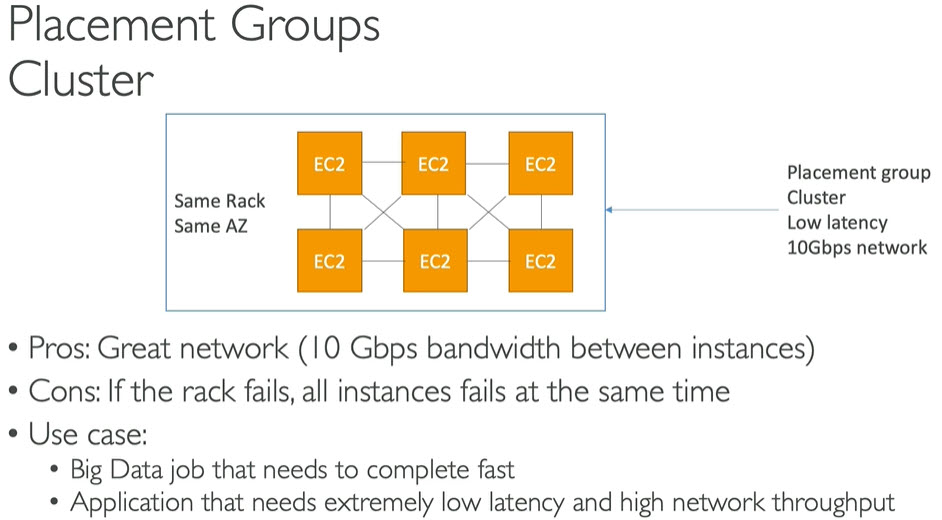 Placement Groups
Cluster
EC2 EC2 EC2
Same Rack
Same AZ
EC2 EC2 EC2
Placement group
Cluster
Low latency
10Gbps network
• Pros: Great network (10 Gbps bandwidth between instances)
• Cons: If the rack fails, all instances fails at the same time
• Use case:
• Big Data job that needs to complete fast
• Application that needs extremely low latency and high network throughput